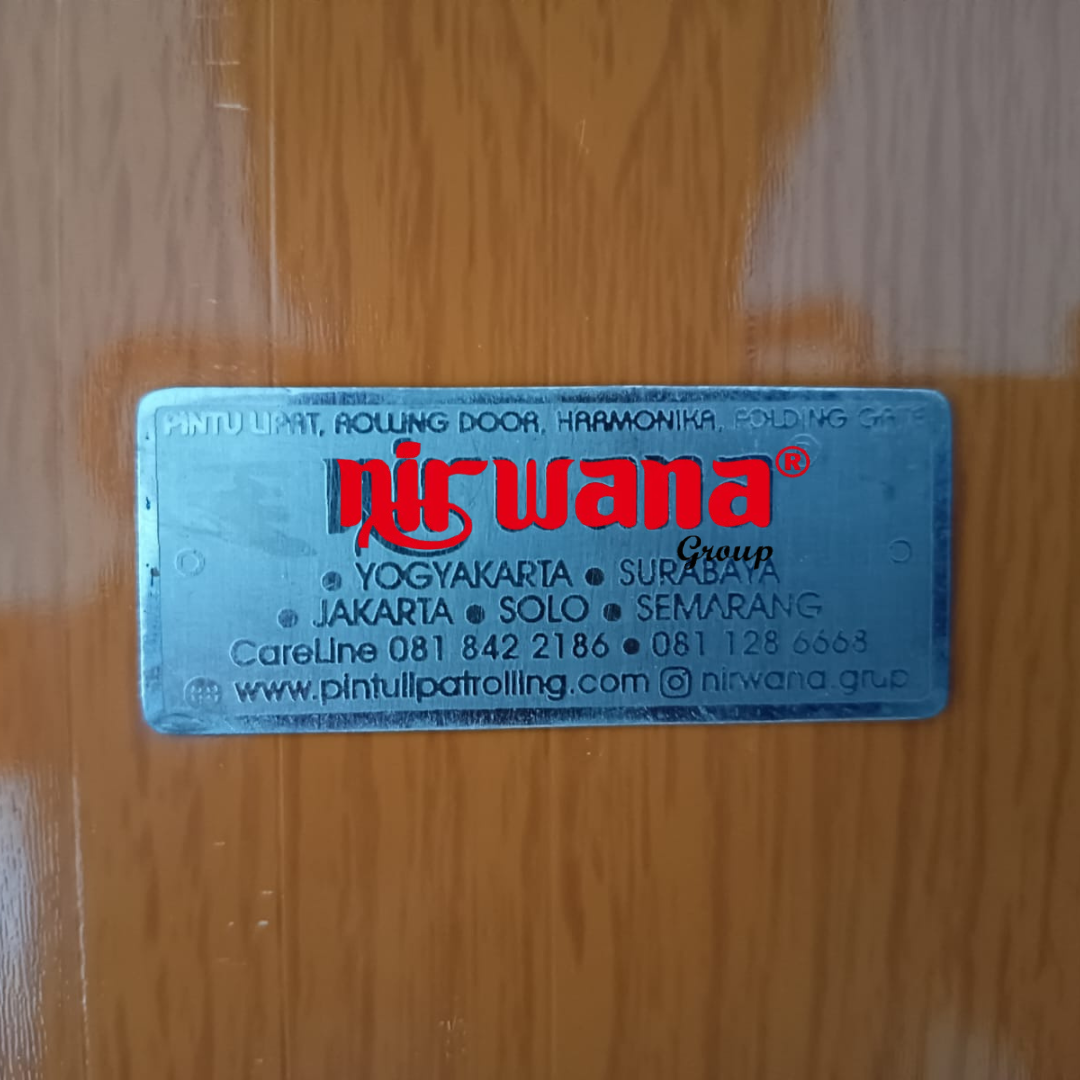 PINTU LIPAT, ROLLING DOOR, HARMONIKA, FOLDING GATE
nirwana®
Group
• YOGYAKARTA • SURABAYA
• JAKARTA • SOLO • SEMARANG
CareLine 081 842 2186 • 081 128 6668
www.pintulipatrolling.com nirwana.grup